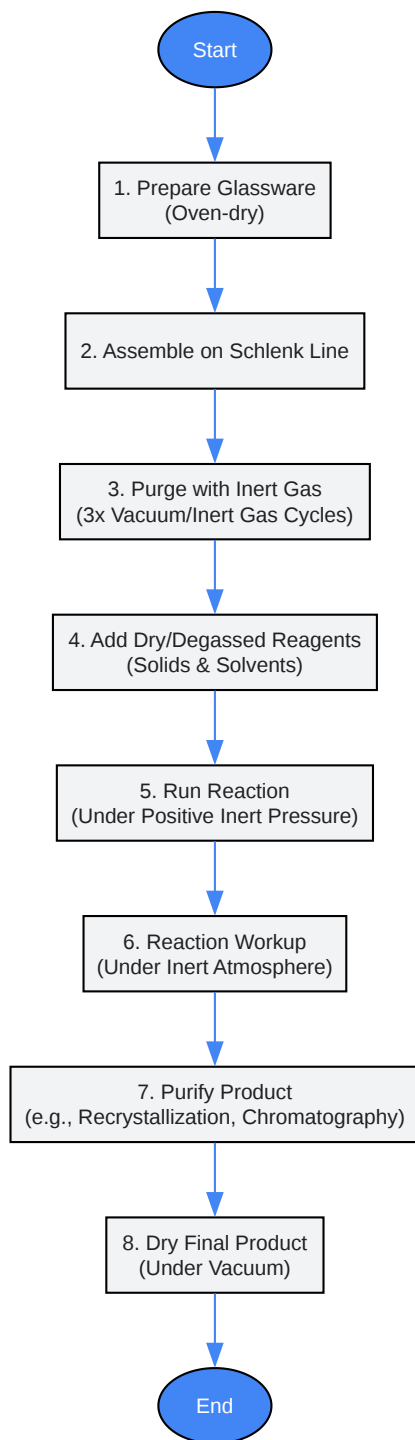 Start
1. Prepare Glassware
(Oven-dry)
2. Assemble on Schlenk Line
3. Purge with Inert Gas
(3x Vacuum/Inert Gas Cycles)
4. Add Dry/Degassed Reagents
(Solids & Solvents)
5. Run Reaction
(Under Positive Inert Pressure)
6. Reaction Workup
(Under Inert Atmosphere)
7. Purify Product
(e.g., Recrystallization, Chromatography)
8. Dry Final Product
(Under Vacuum)
End